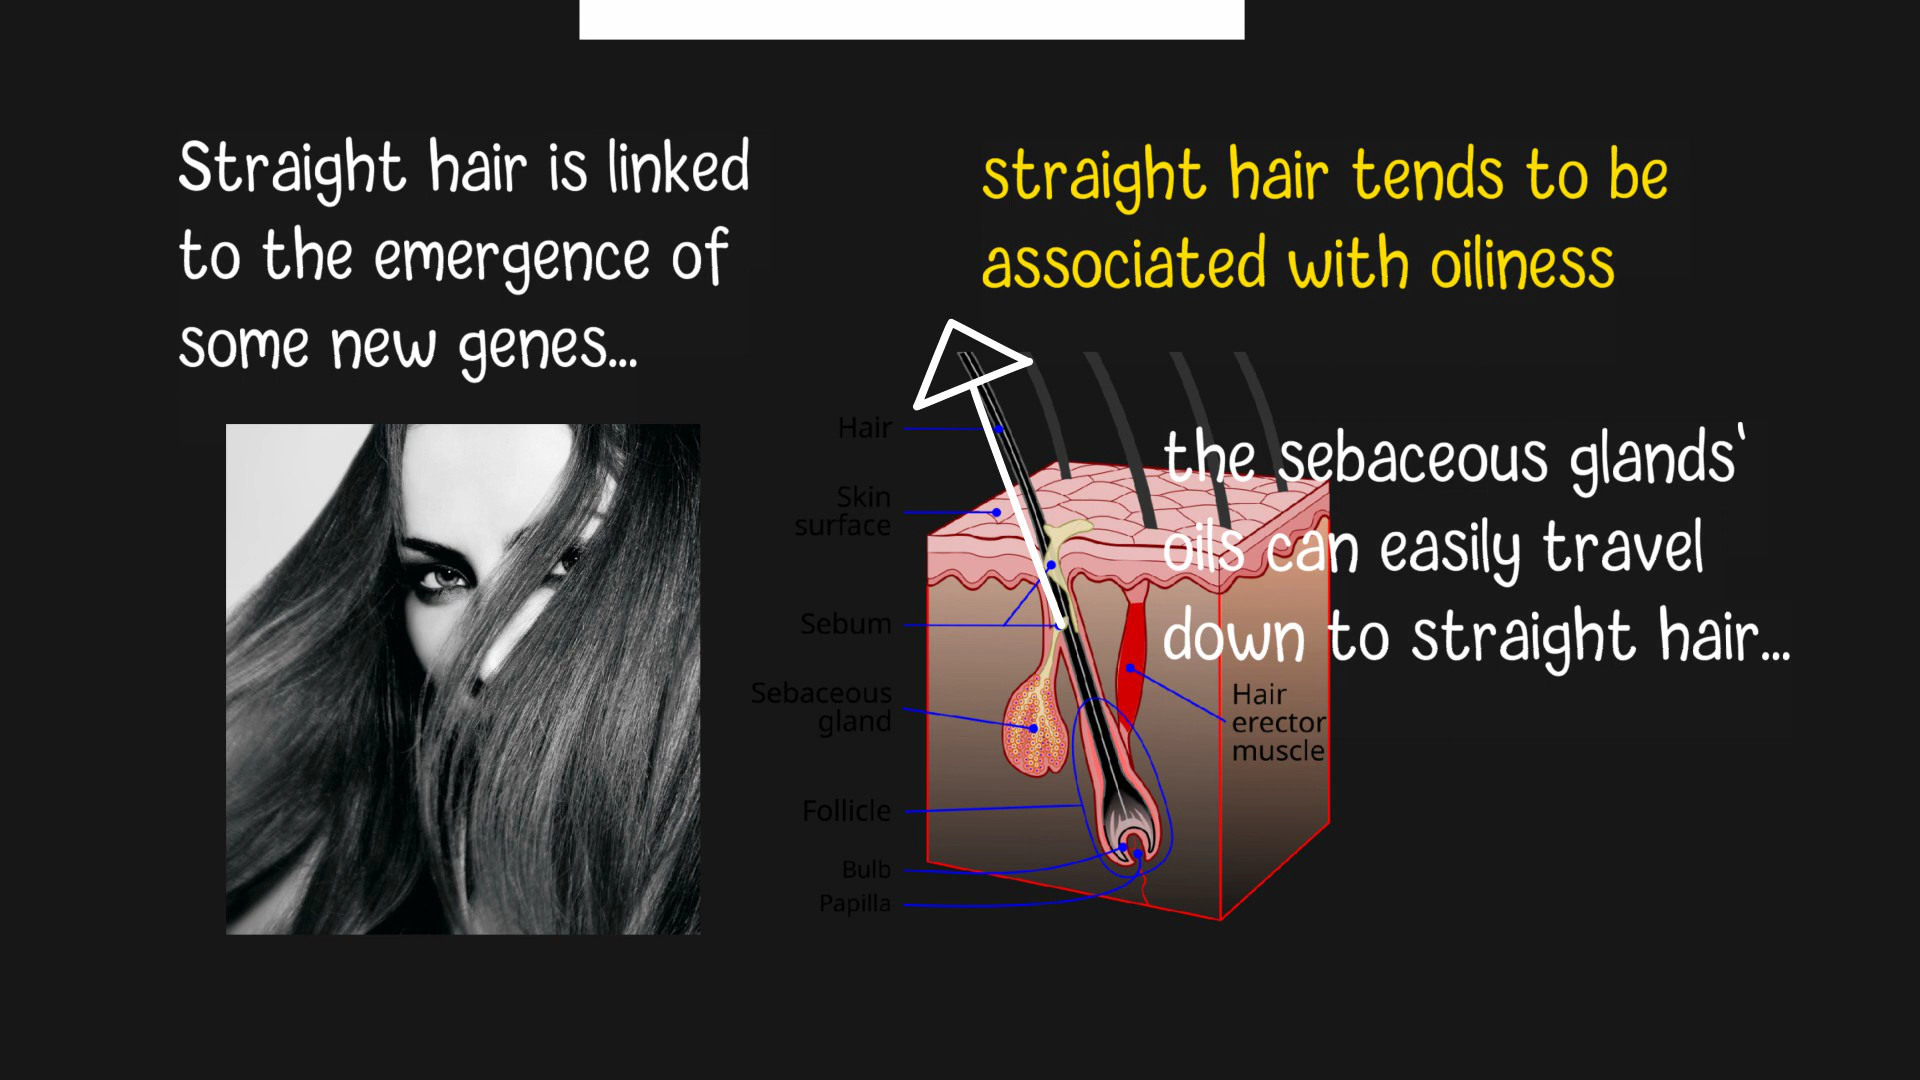 Straight hair is linked
to the emergence of
some new genes...
straight hair tends to be
associated with oiliness
the sebaceous glands'
oils can easily travel
down to straight hair...
Hair
Skin
surface
Sebum
Sebaceous
gland
Follicle
Bulb
Papilla
Hair
erector
muscle